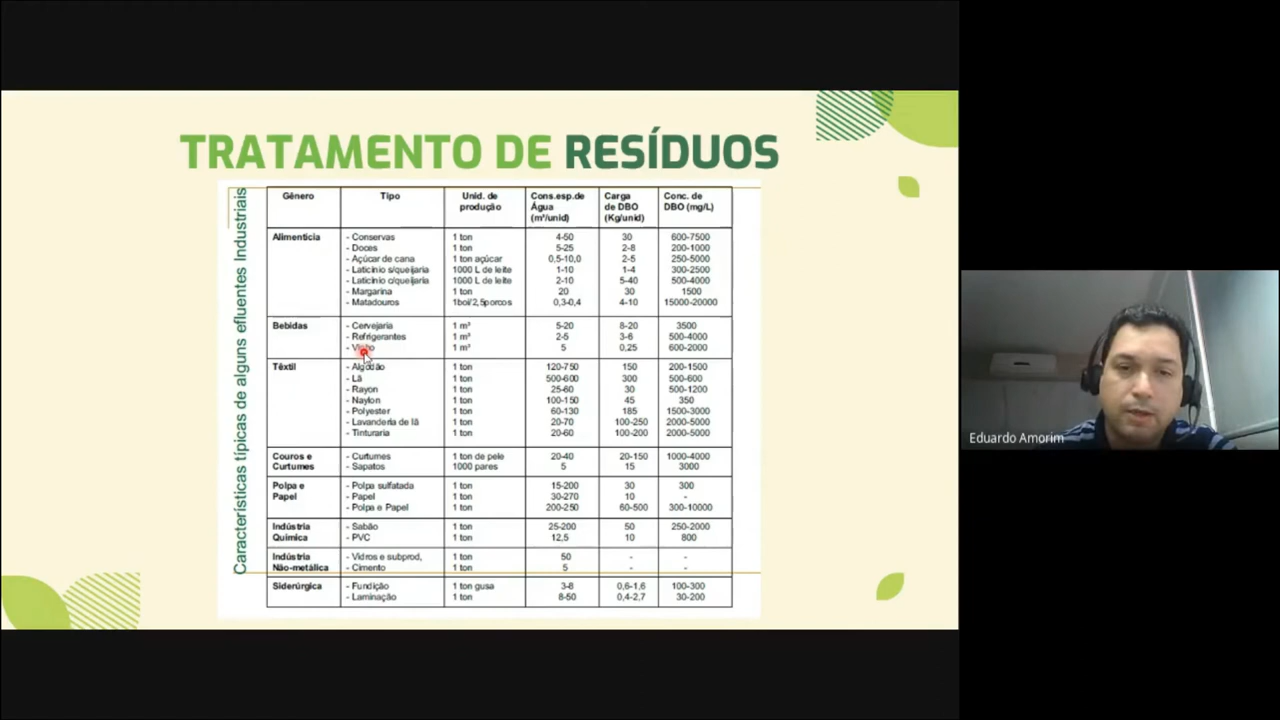 TRATAMENTO DE RESÍDUOS
Características típicas de alguns efluentes Industriais
Gênero Tipo Unid. de produção Cons.esp.de Água (m³/unid) Carga de DBO (Kg/unid) Conc. de DBO (mg/L)
Alimentícia - Conservas 1 ton 4-50 30 600-7500
- Doces 1 ton 5-25 2-8 200-1000
- Açúcar de cana 1 ton açúcar 0,5-10,0 2-5 250-5000
- Laticínio s/queijaria 1000 L de leite 1-10 1-4 300-2500
- Laticínio c/queijaria 1000 L de leite 2-10 5-40 500-4000
- Margarina 1 ton 20 30 1500
- Matadouros 1boi/2,5porcos 0,3-0,4 4-10 15000-20000
Bebidas - Cervejaria 1 m³ 5-20 8-20 3500
- Refrigerantes 1 m³ 2-5 3-6 500-4000
- 1 m³ 5 0,25 600-2000
Têxtil - Algodão 1 ton 120-750 150 200-1500
- Lã 1 ton 500-600 300 500-600
- Rayon 1 ton 25-60 30 500-1200
- Naylon 1 ton 100-150 45 350
- Polyester 1 ton 60-130 185 1500-3000
- Lavanderia de lã 1 ton 20-70 100-250 2000-5000
- Tinturaria 1 ton 20-60 100-200 2000-5000
Couros e Curtumes - Curtumes 1 ton de pele 20-40 20-150 1000-4000
- Sapatos 1000 pares 5 15 3000
Polpa e Papel - Polpa sulfatada 1 ton 15-200 30 300
- Papel 1 ton 30-270 10 -
- Polpa e Papel 1 ton 200-250 60-500 300-10000
Indústria Química - Sabão 1 ton 25-200 50 250-2000
- PVC 1 ton 12,5 10 800
Indústria Não-metálica - Vidros e subprod, 1 ton 50 - -
- Cimento 1 ton 5 - -
Siderúrgica - Fundição 1 ton gusa 3-8 0,6-1,6 100-300
- Laminação 1 ton 8-50 0,4-2,7 30-200
Eduardo Amorim